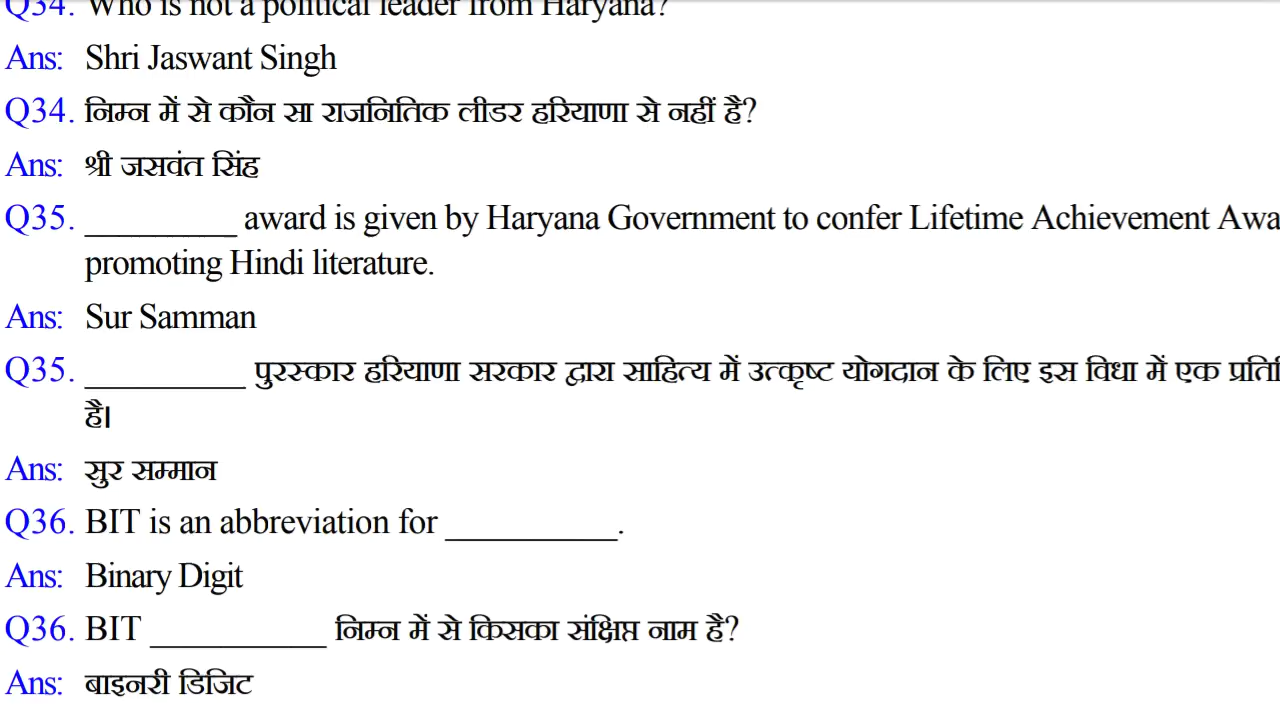 Q34. Who is not a political leader from Haryana?
Ans: Shri Jaswant Singh
Q34. निम्न में से कौन सा राजनितिक लीडर हरियाणा से नहीं है?
Ans: श्री जसवंत सिंह
Q35. _________ award is given by Haryana Government to confer Lifetime Achievement Awa
promoting Hindi literature.
Ans: Sur Samman
Q35. _________ पुरस्कार हरियाणा सरकार द्वारा साहित्य में उत्कृष्ट योगदान के लिए इस विधा में एक
है।
Ans: सुर सम्मान
Q36. BIT is an abbreviation for __________.
Ans: Binary Digit
Q36. BIT __________ निम्न में से किसका संक्षिप्त नाम है?
Ans: बाइनरी डिजिट